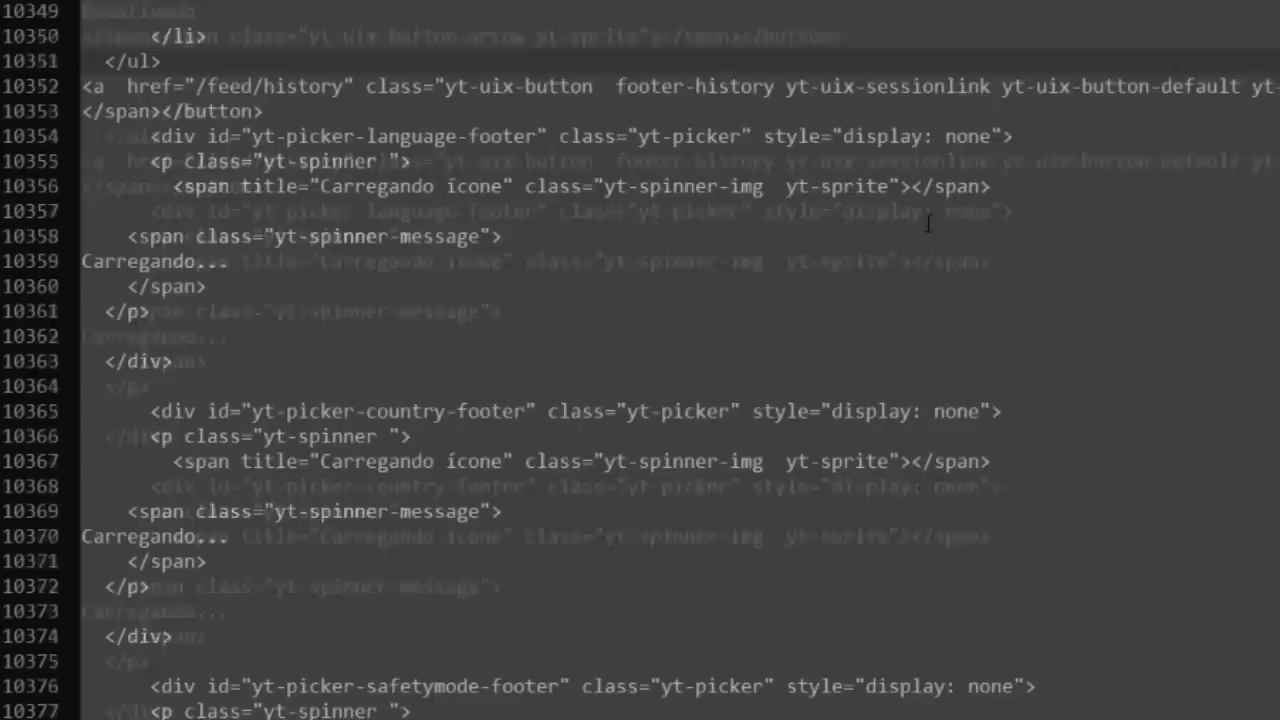 10349
10350 </li>
10351 </ul>
10352 <a href="/feed/history" class="yt-uix-button footer-history yt-uix-sessionlink yt-uix-button-default yt-
10353 </span></button>
10354 <div id="yt-picker-language-footer" class="yt-picker" style="display: none">
10355 <p class="yt-spinner ">
10356 <span title="Carregando ícone" class="yt-spinner-img yt-sprite"></span>
10357
10358 <span class="yt-spinner-message">
10359 Carregando...
10360 </span>
10361 </p>
10362
10363 </div>
10364
10365 <div id="yt-picker-country-footer" class="yt-picker" style="display: none">
10366 <p class="yt-spinner ">
10367 <span title="Carregando ícone" class="yt-spinner-img yt-sprite"></span>
10368
10369 <span class="yt-spinner-message">
10370 Carregando...
10371 </span>
10372 </p>
10373
10374 </div>
10375
10376 <div id="yt-picker-safetymode-footer" class="yt-picker" style="display: none">
10377 <p class="yt-spinner ">